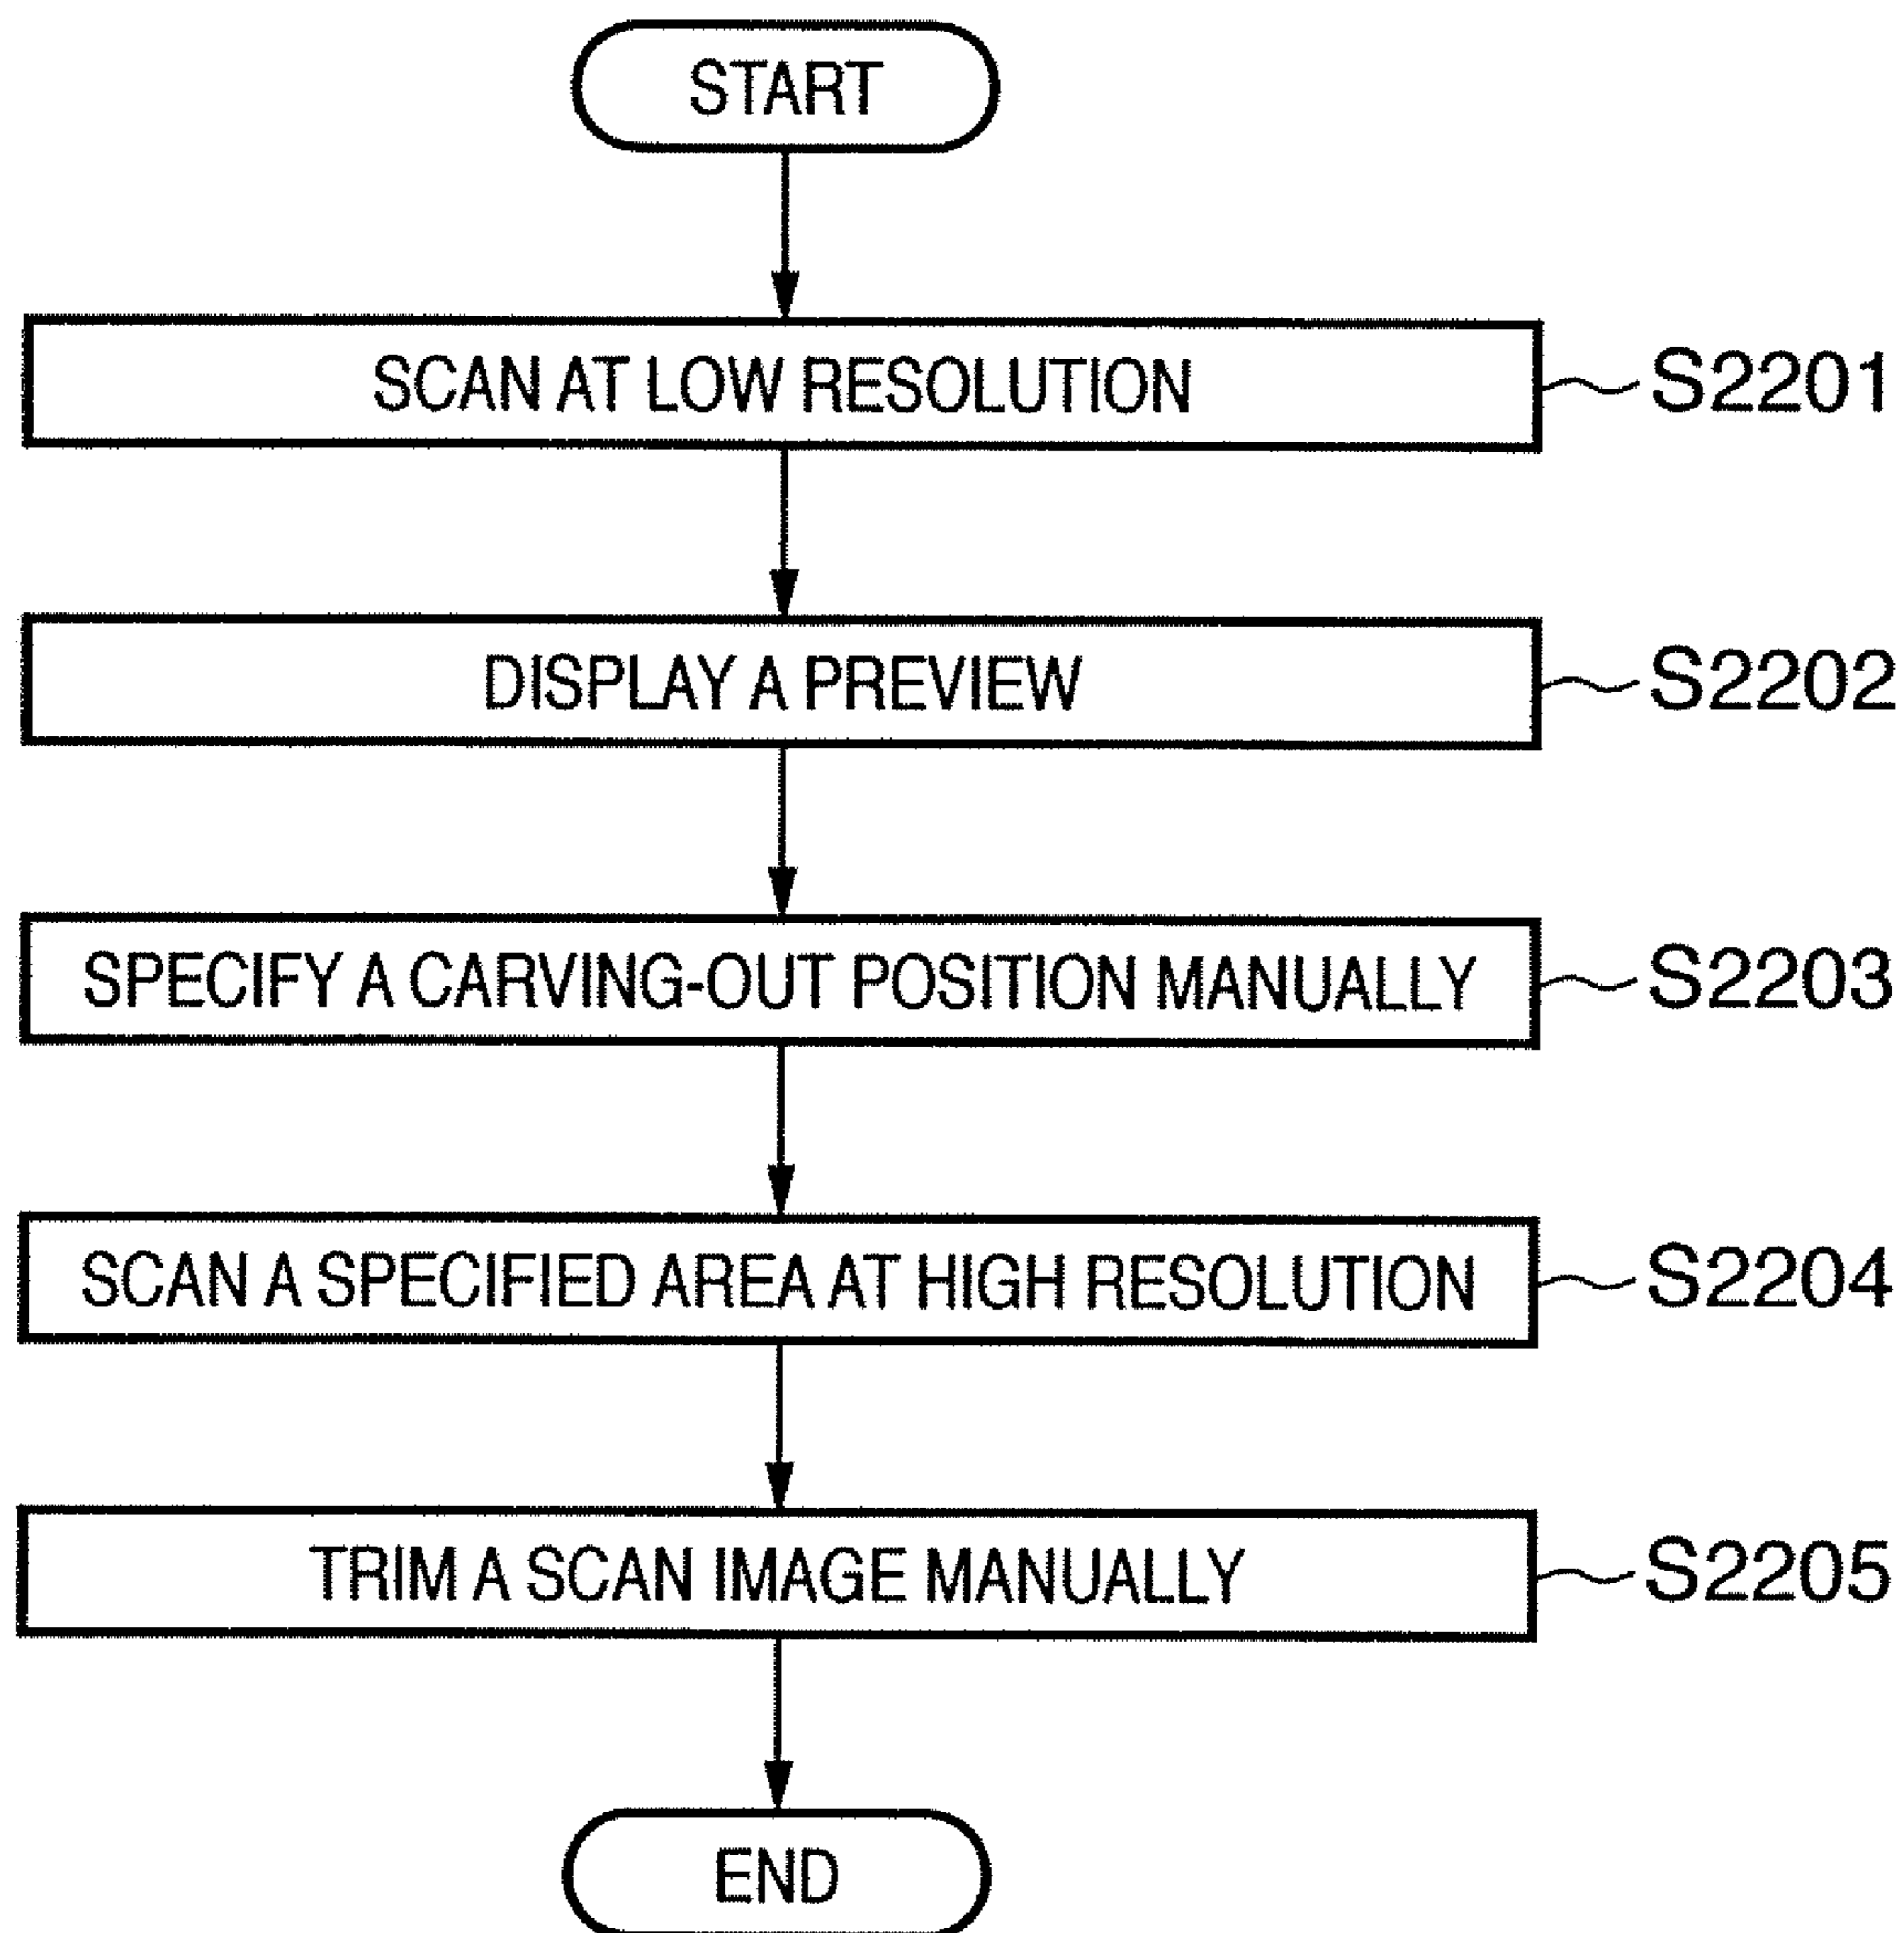 START
SCAN AT LOW RESOLUTION S2201
DISPLAY A PREVIEW S2202
SPECIFY A CARVING-OUT POSITION MANUALLY S2203
SCAN A SPECIFIED AREA AT HIGH RESOLUTION S2204
TRIM A SCAN IMAGE MANUALLY S2205
END